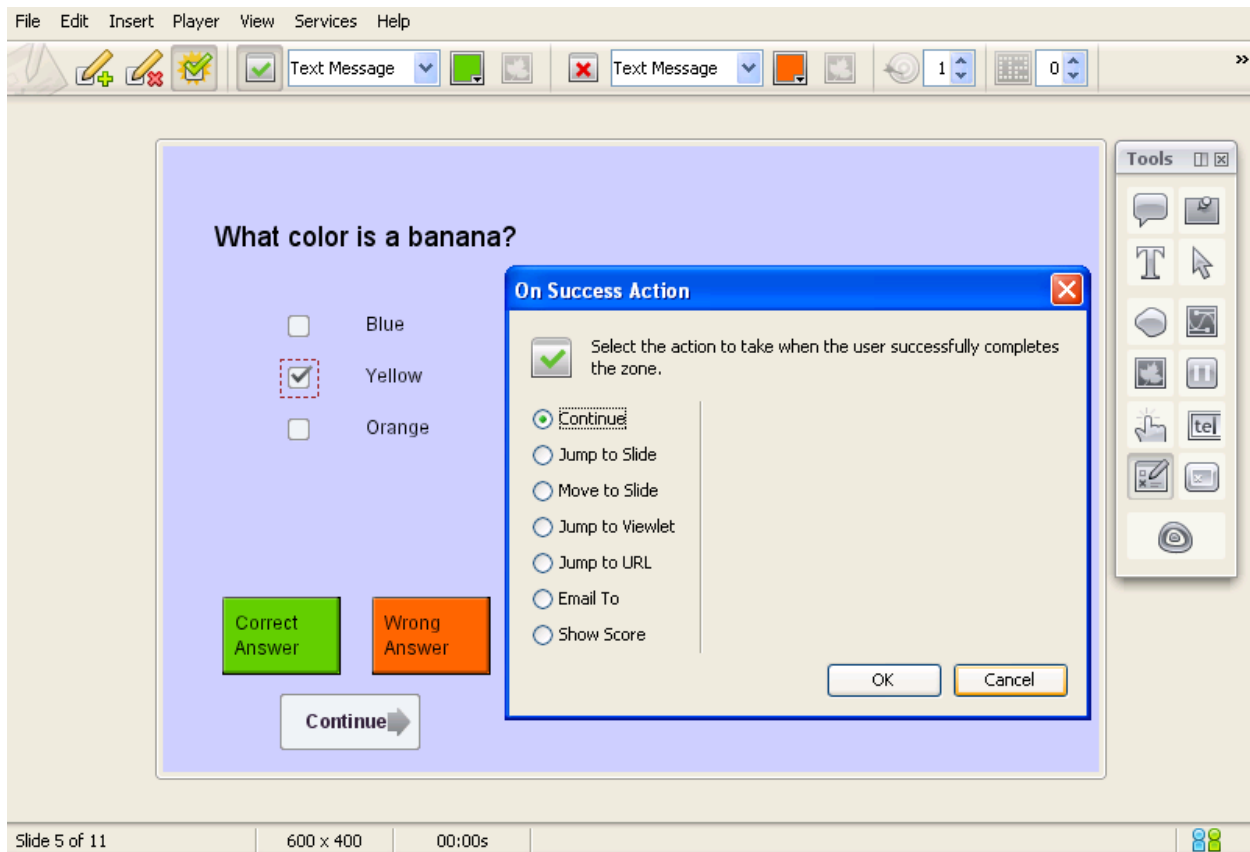 File Edit Insert Player View Services Help
Text Message Text Message 1 0 »
Tools
What color is a banana?
T
On Success Action
Blue
Select the action to take when the user successfully completes
the zone.
Yellow
Continue
Orange
tel
Jump to Slide
Move to Slide
Jump to Viewlet
Jump to URL
Email To
Correct
Answer
Wrong
Answer
Show Score
OK Cancel
Continue
Slide 5 of 11 600 x 400 00:00s